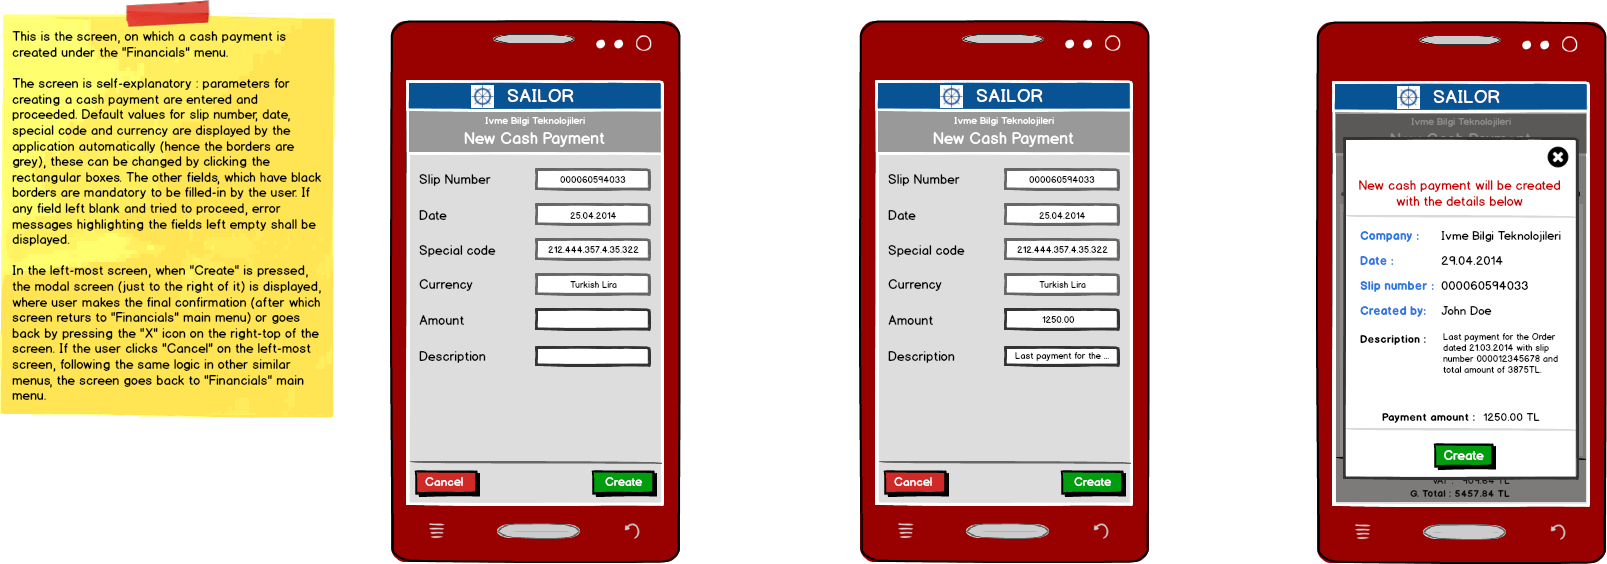 This is the screen, on which a cash payment is
created under the "Financials" menu.
The screen is self-explanatory : parameters for
creating a cash payment are entered and
proceeded. Default values for slip number, date,
special code and currency are displayed by the
application automatically (hence the borders are
grey), these can be changed by clicking the
rectangular boxes. The other fields, which have black
borders are mandatory to be filled-in by the user. If
any field left blank and tried to proceed, error
messages highlighting the fields left empty shall be
displayed.
In the left-most screen, when "Create" is pressed,
the modal screen (just to the right of it) is displayed,
where user makes the final confirmation (after which
screen returs to "Financials" main menu) or goes
back by pressing the "X" icon on the right-top of the
screen. If the user clicks "Cancel" on the left-most
screen, following the same logic in other similar
menus, the screen goes back to "Financials" main
menu.
SAILOR
Ivme Bilgi Teknolojileri
New Cash Payment
Slip Number 000060594033
Date 25.04.2014
Special code 212.444.357.4.35.322
Currency Turkish Lira
Amount
Description
Cancel Create
SAILOR
Ivme Bilgi Teknolojileri
New Cash Payment
Slip Number 000060594033
Date 25.04.2014
Special code 212.444.357.4.35.322
Currency Turkish Lira
Amount 1250.00
Description Last payment for the ...
Cancel Create
SAILOR
Ivme Bilgi Teknolojileri
New Cash Payment
New cash payment will be created
with the details below
Company : Ivme Bilgi Teknolojileri
Date : 29.04.2014
Slip number : 000060594033
Created by: John Doe
Description : Last payment for the Order
dated 21.03.2014 with slip
number 000012345678 and
total amount of 3875TL.
Payment amount : 1250.00 TL
Create
VAT : 909.84 TL
G. Total : 5457.84 TL